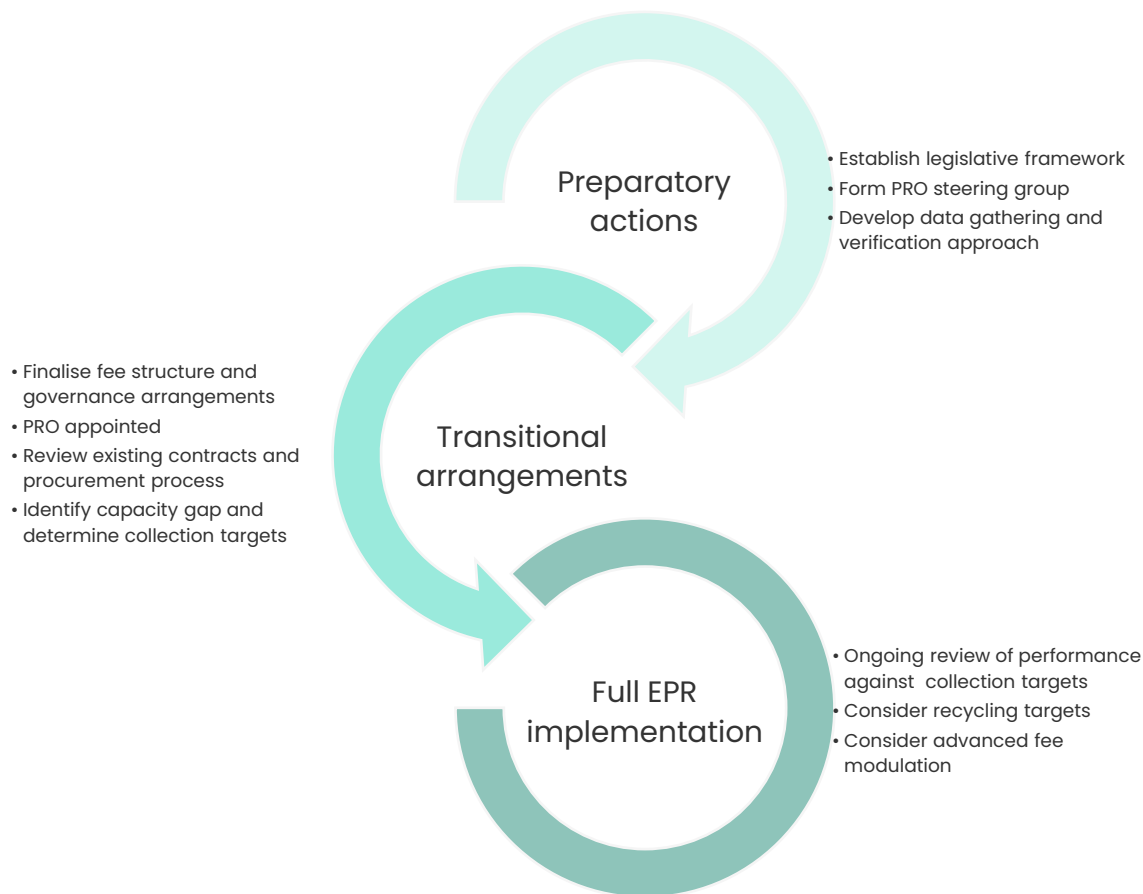 Preparatory
actions
• Establish legislative framework
• Form PRO steering group
• Develop data gathering and
verification approach
Transitional
arrangements
• Finalise fee structure and
governance arrangements
• PRO appointed
• Review existing contracts and
procurement process
• Identify capacity gap and
determine collection targets
Full EPR
implementation
• Ongoing review of performance
against collection targets
• Consider recycling targets
• Consider advanced fee
modulation